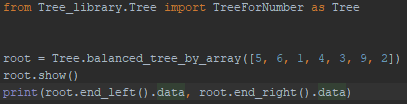 from Tree_library.Tree import TreeForNumber as Tree
root = Tree.balanced_tree_by_array([5, 6, 1, 4, 3, 9, 2])
root.show()
print(root.end_left().data, root.end_right().data)